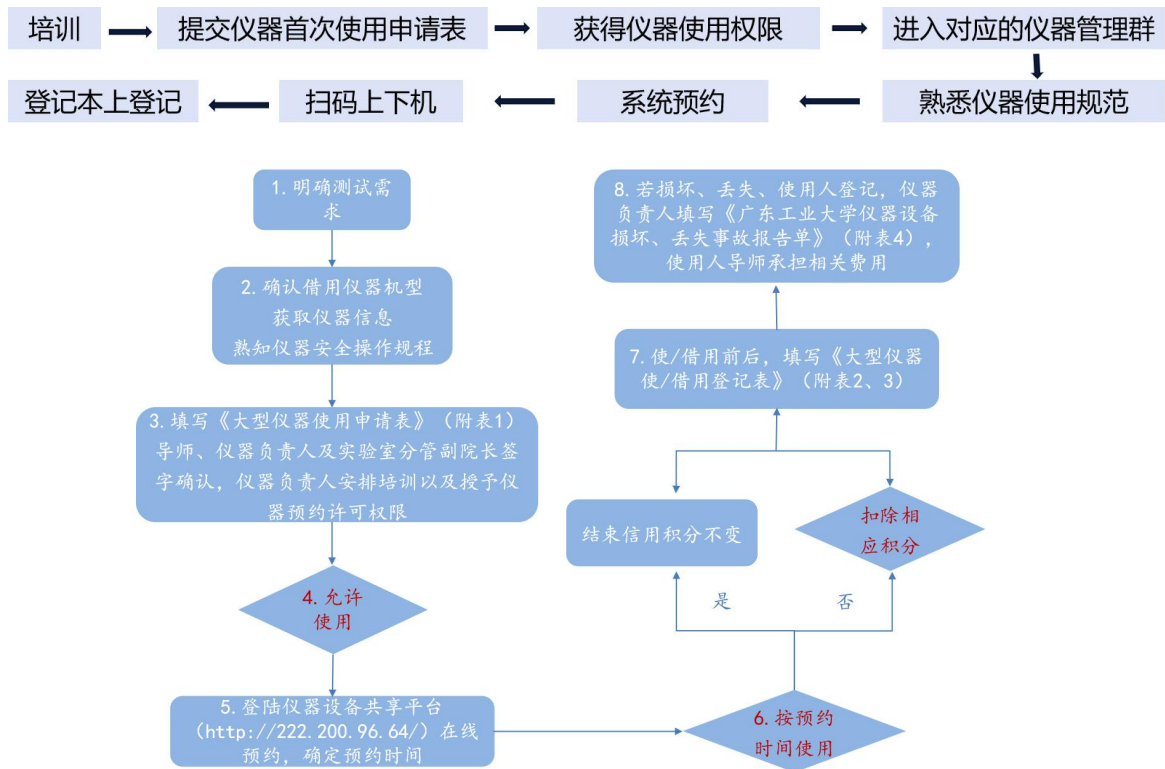 培训
提交仪器首次使用申请表
获得仪器使用权限
进入对应的仪器管理群
熟悉仪器使用规范
系统预约
扫码上下机
登记本上登记
1.明确测试需
求
2.确认借用仪器机型
获取仪器信息
熟知仪器安全操作规程
3.填写《大型仪器使用申请表》（附表1）
导师、仪器负责人及实验室分管副院长签
字确认，仪器负责人安排培训以及授予仪
器预约许可权限
4.允许
使用
5.登陆仪器设备共享平台
（http://222.200.96.64/）在线
预约，确定预约时间
6.按预约
时间使用
是
否
结束信用积分不变
扣除相
应积分
7.使/借用前后，填写《大型仪器
使/借用登记表》（附表2、3）
8.若损坏、丢失、使用人登记，仪器
负责人填写《广东工业大学仪器设备
损坏、丢失事故报告单》（附表4），
使用人导师承担相关费用